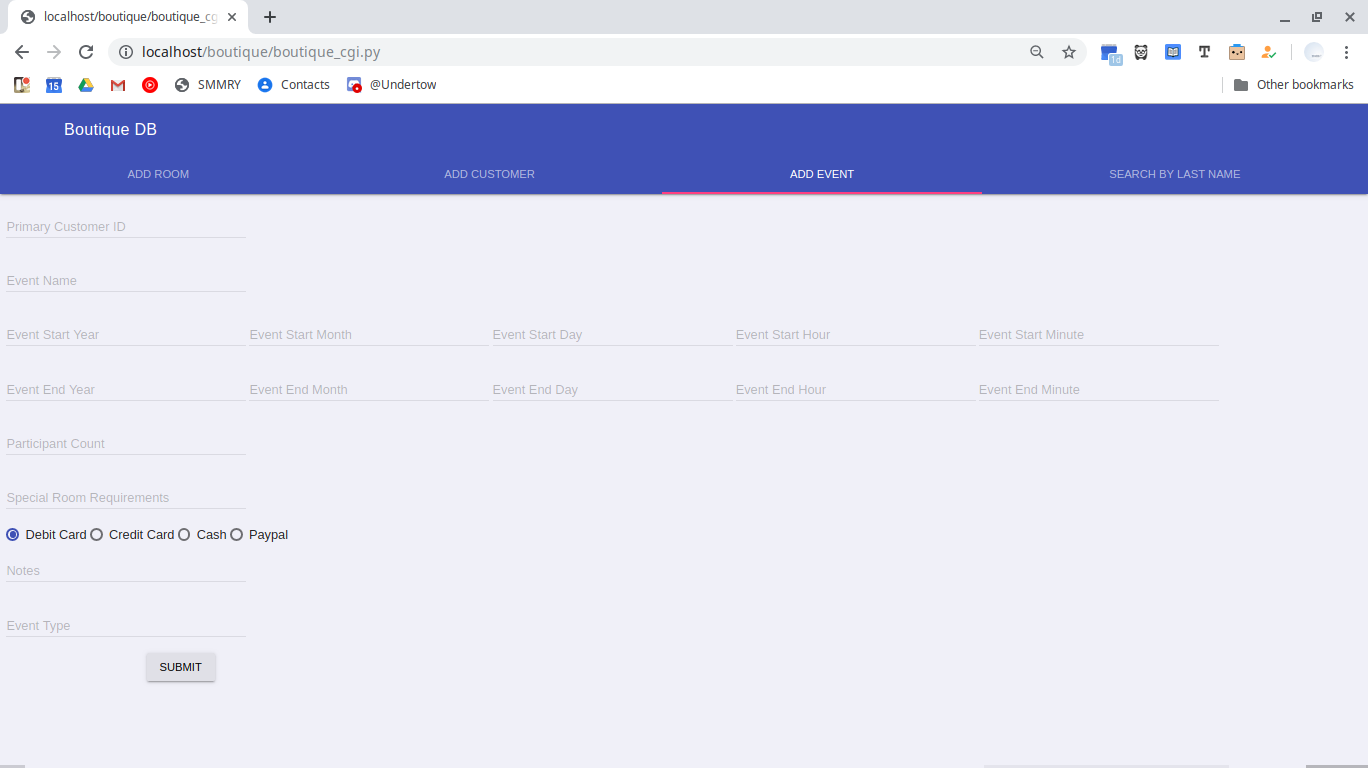 localhost/boutique/boutique_cg
localhost/boutique/boutique_cgi.py
1d
15 SMMRY Contacts @Undertow Other bookmarks
Boutique DB
ADD ROOM ADD CUSTOMER ADD EVENT SEARCH BY LAST NAME
Primary Customer ID
Event Name
Event Start Year Event Start Month Event Start Day Event Start Hour Event Start Minute
Event End Year Event End Month Event End Day Event End Hour Event End Minute
Participant Count
Special Room Requirements
Debit Card Credit Card Cash Paypal
Notes
Event Type
SUBMIT